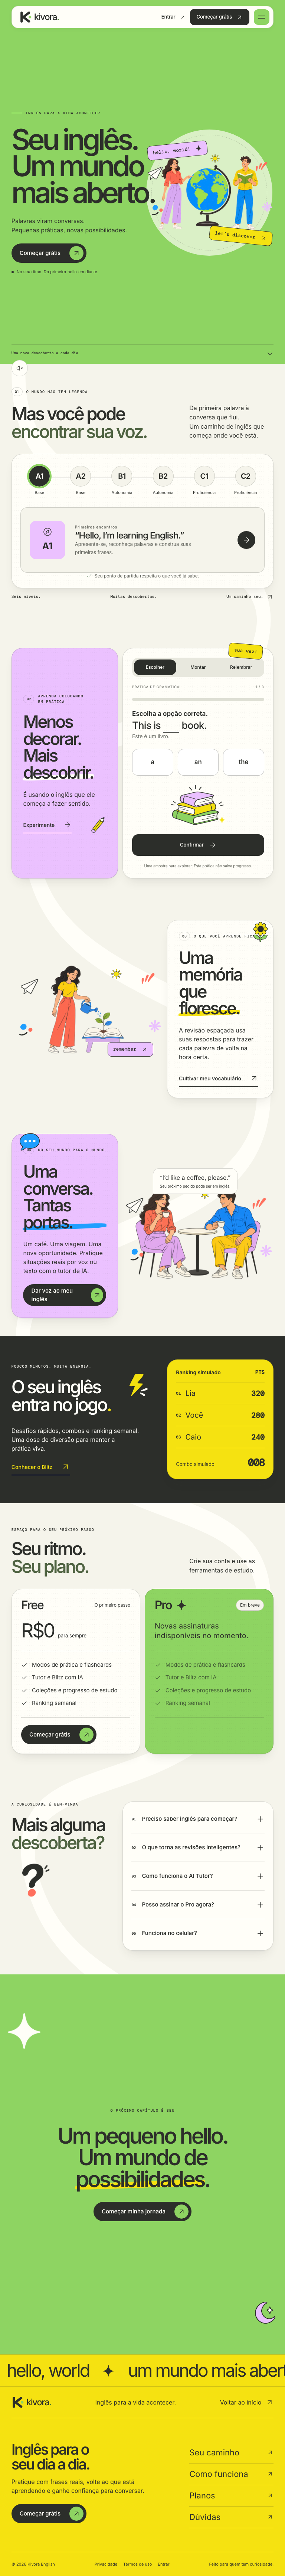 kivora.
Entrar
Começar grátis
INGLÊS PARA A VIDA ACONTECER
Seu inglês.
Um mundo
mais aberto.
hello, world!
let's discover
Palavras viram conversas.
Pequenas práticas, novas possibilidades.
Começar grátis
No seu ritmo. Do primeiro hello em diante.
Uma nova descoberta a cada dia
01 O MUNDO NÃO TEM LEGENDA
Mas você pode
encontrar sua voz.
Da primeira palavra à
conversa que flui.
Um caminho de inglês que
começa onde você está.
A1 A2 B1 B2 C1 C2
Base Base Autonomia Autonomia Proficiência Proficiência
A1
Primeiros encontros
“Hello, I’m learning English.”
Apresente-se, reconheça palavras e construa suas
primeiras frases.
Seu ponto de partida respeita o que você já sabe.
Seis níveis.
Muitas descobertas.
Um caminho seu.
02 APRENDA COLOCANDO
EM PRÁTICA
Menos
decorar.
Mais
descobrir.
É usando o inglês que ele
começa a fazer sentido.
Experimente
sua vez!
Escolher Montar Relembrar
PRÁTICA DE GRAMÁTICA 1 / 3
Escolha a opção correta.
This is ___ book.
Este é um livro.
a an the
Confirmar
Uma amostra para explorar. Esta prática não salva progresso.
remember
03 O QUE VOCÊ APRENDE FICA
Uma
memória
que
floresce.
A revisão espaçada usa
suas respostas para trazer
cada palavra de volta na
hora certa.
Cultivar meu vocabulário
DO SEU MUNDO PARA O MUNDO
Uma
conversa.
Tantas
portas.
Um café. Uma viagem. Uma
nova oportunidade. Pratique
situações reais por voz ou
texto com o tutor de IA.
Dar voz ao meu
inglês
“I’d like a coffee, please.”
Seu próximo pedido pode ser em inglês.
POUCOS MINUTOS. MUITA ENERGIA.
O seu inglês
entra no jogo.
Desafios rápidos, combos e ranking semanal.
Uma dose de diversão para manter a
prática viva.
Conhecer o Blitz
Ranking simulado PTS
01 Lia 320
02 Você 280
03 Caio 240
Combo simulado 008
ESPAÇO PARA O SEU PRÓXIMO PASSO
Seu ritmo.
Seu plano.
Crie sua conta e use as
ferramentas de estudo.
Free
O primeiro passo
R$0 para sempre
Modos de prática e flashcards
Tutor e Blitz com IA
Coleções e progresso de estudo
Ranking semanal
Começar grátis
Pro
Em breve
Novas assinaturas
indisponíveis no momento.
Modos de prática e flashcards
Tutor e Blitz com IA
Coleções e progresso de estudo
Ranking semanal
A CURIOSIDADE É BEM-VINDA
Mais alguma
descoberta?
01 Preciso saber inglês para começar?
02 O que torna as revisões inteligentes?
03 Como funciona o AI Tutor?
04 Posso assinar o Pro agora?
05 Funciona no celular?
O PRÓXIMO CAPÍTULO É SEU
Um pequeno hello.
Um mundo de
possibilidades.
Começar minha jornada
hello, world um mundo mais abert
kivora.
Inglês para a vida acontecer.
Voltar ao início
Inglês para o
seu dia a dia.
Pratique com frases reais, volte ao que está
aprendendo e ganhe confiança para conversar.
Começar grátis
Seu caminho
Como funciona
Planos
Dúvidas
© 2026 Kivora English
Privacidade Termos de uso Entrar
Feito para quem tem curiosidade.